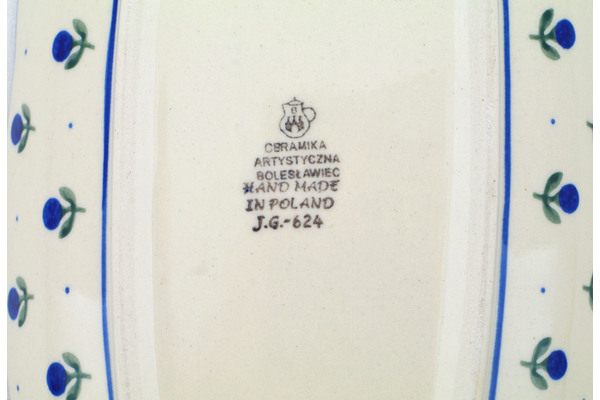 B
CERAMIKA
ARTYSTYCZNA
BOLESŁAWIEC
HAND MADE
IN POLAND
J.G.-624